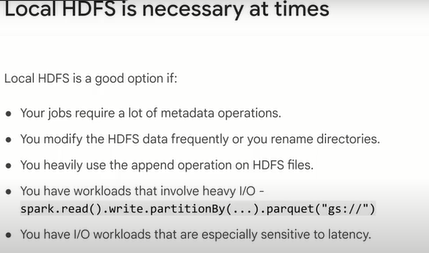 Local HDFS is necessary at times
Local HDFS is a good option if:
● Your jobs require a lot of metadata operations.
● You modify the HDFS data frequently or you rename directories.
● You heavily use the append operation on HDFS files.
● You have workloads that involve heavy I/O -
spark.read().write.partitionBy(...).parquet("gs://")
● You have I/O workloads that are especially sensitive to latency.